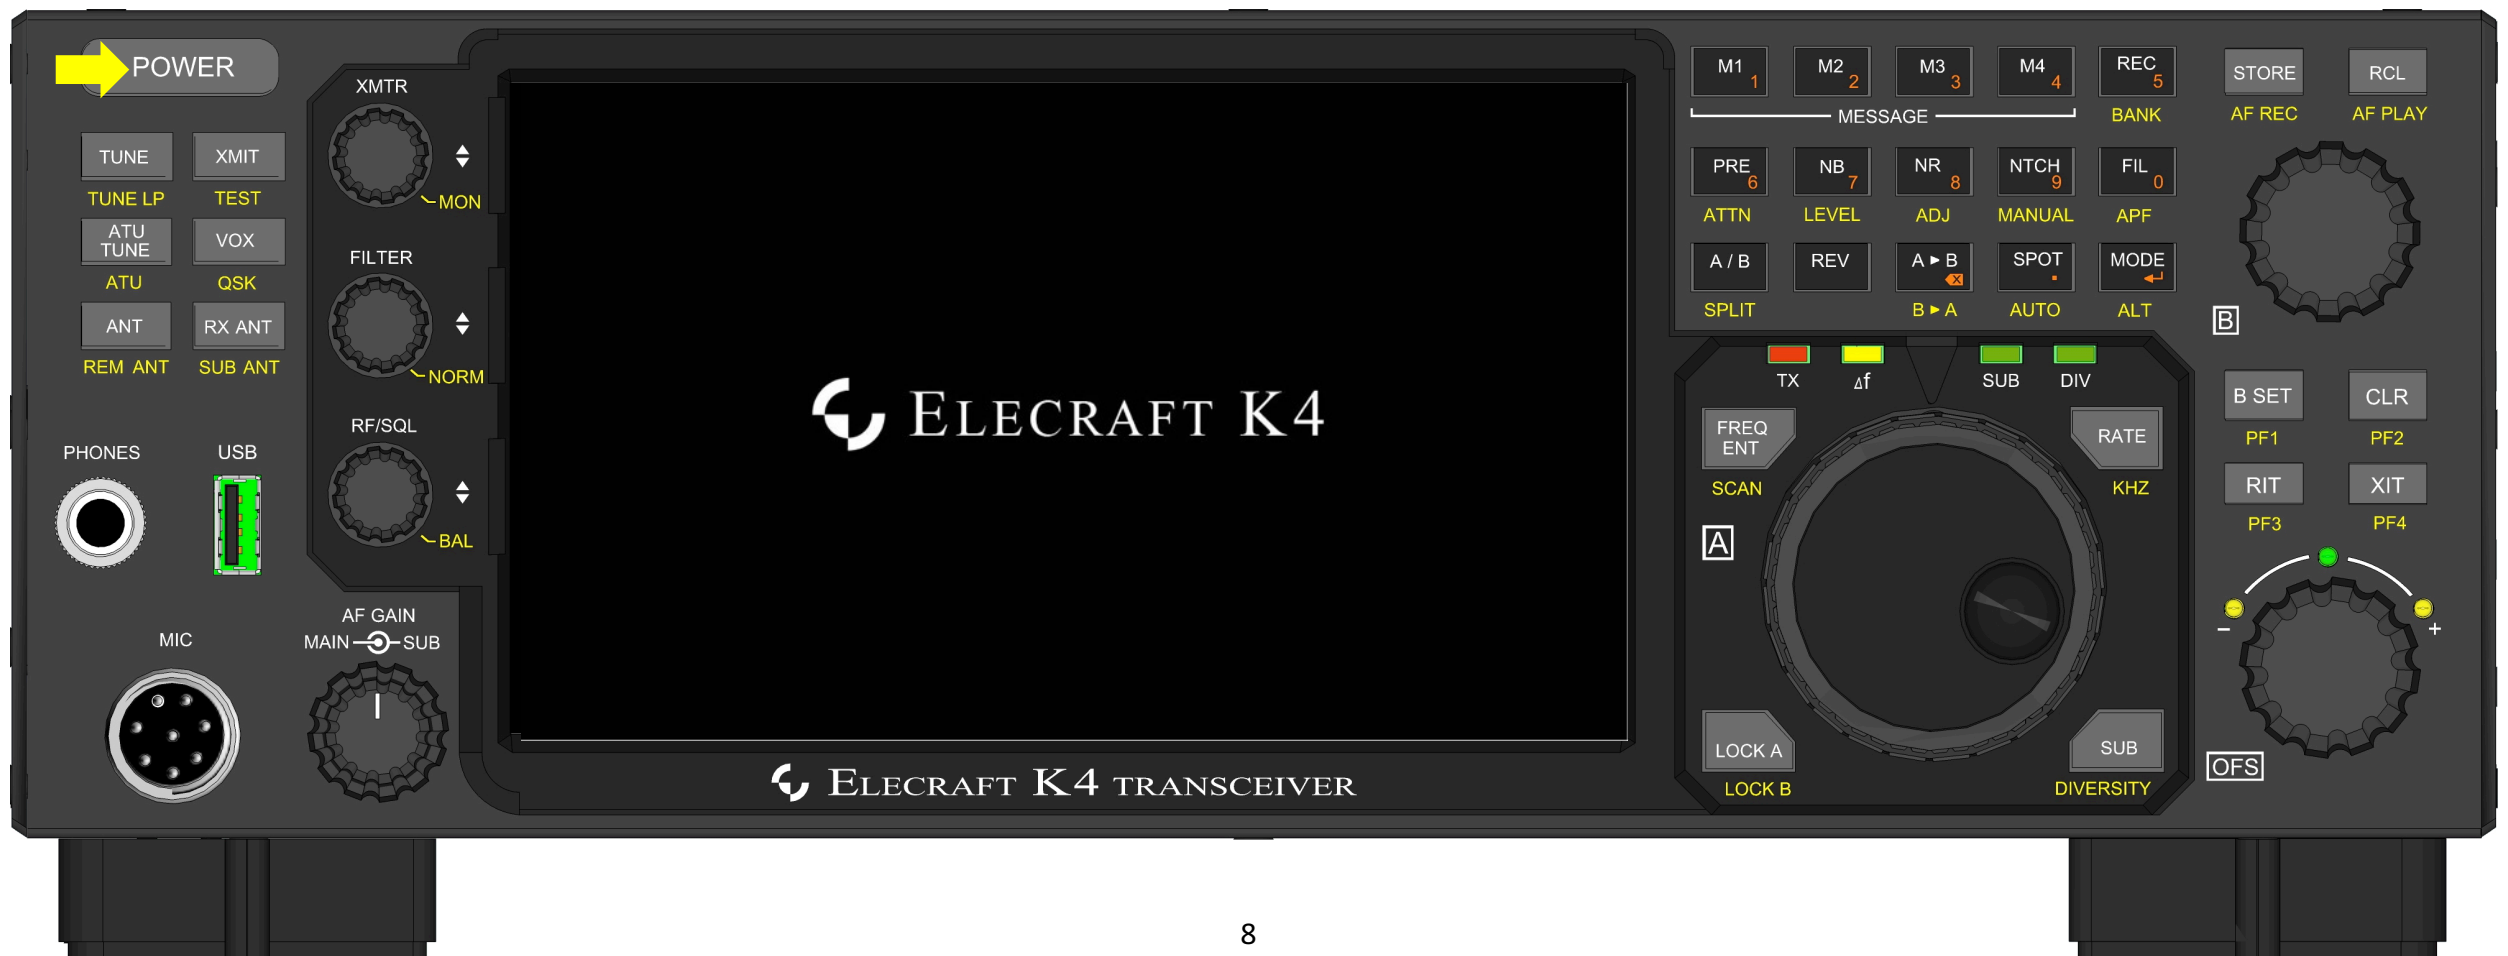 POWER
TUNE XMIT
TUNE LP TEST
ATU TUNE VOX
ATU QSK
ANT RX ANT
REM ANT SUB ANT
PHONES USB
MIC
XMTR
MON
FILTER
NORM
RF/SQL
BAL
AF GAIN
MAIN SUB
ELECRAFT K4
ELECRAFT K4 TRANSCEIVER
M1 1 M2 2 M3 3 M4 4 REC 5
MESSAGE BANK
PRE 6 NB 7 NR 8 NTCH 9 FIL 0
ATTN LEVEL ADJ MANUAL APF
A / B REV A ► B SPOT . MODE
SPLIT B ► A AUTO ALT
TX Δf SUB DIV
FREQ ENT RATE
SCAN KHZ
A
LOCK A SUB
LOCK B DIVERSITY
STORE RCL
AF REC AF PLAY
B
B SET CLR
PF1 PF2
RIT XIT
PF3 PF4
− +
OFS
8